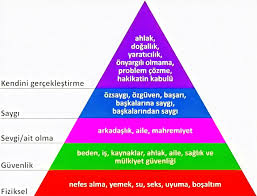 ahlak,
doğallık,
yaratıcılık,
önyargılı olmama,
problem çözme,
hakikatin kabulü
Kendini gerçekleştirme
özsaygı, özgüven, başarı,
başkalarına saygı,
başkalarından saygı
Saygı
arkadaşlık, aile, mahremiyet
Sevgi/ait olma
beden, iş, kaynaklar, ahlak, aile, sağlık ve
mülkiyet güvenliği
Güvenlik
nefes alma, yemek, su, seks, uyuma, boşaltım
Fiziksel